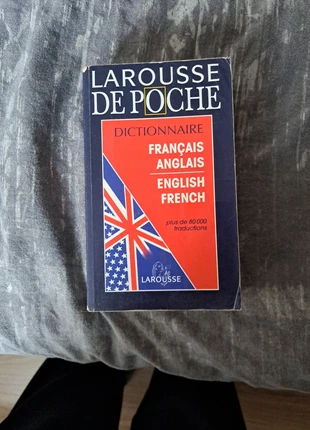 LAROUSSE
DE POCHE
DICTIONNAIRE
FRANÇAIS
ANGLAIS
ENGLISH
FRENCH
plus de 80 000
traductions
LAROUSSE